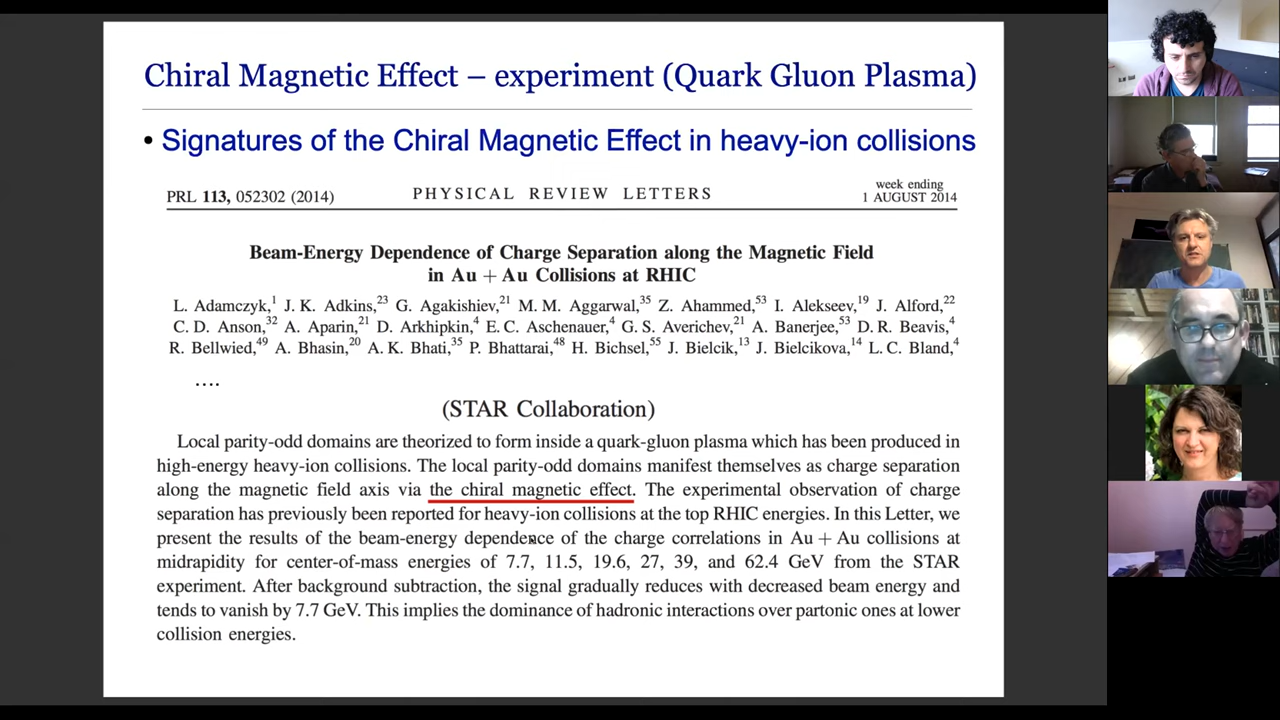 Chiral Magnetic Effect – experiment (Quark Gluon Plasma)
• Signatures of the Chiral Magnetic Effect in heavy-ion collisions
PRL 113, 052302 (2014) PHYSICAL REVIEW LETTERS week ending 1 AUGUST 2014
Beam-Energy Dependence of Charge Separation along the Magnetic Field
in Au + Au Collisions at RHIC
L. Adamczyk,1 J. K. Adkins,23 G. Agakishiev,21 M. M. Aggarwal,35 Z. Ahammed,53 I. Alekseev,19 J. Alford,22
C. D. Anson,32 A. Aparin,21 D. Arkhipkin,4 E. C. Aschenauer,4 G. S. Averichev,21 A. Banerjee,53 D. R. Beavis,4
R. Bellwied,49 A. Bhasin,20 A. K. Bhati,35 P. Bhattarai,48 H. Bichsel,55 J. Bielcik,13 J. Bielcikova,14 L. C. Bland,4
....
(STAR Collaboration)
Local parity-odd domains are theorized to form inside a quark-gluon plasma which has been produced in
high-energy heavy-ion collisions. The local parity-odd domains manifest themselves as charge separation
along the magnetic field axis via the chiral magnetic effect. The experimental observation of charge
separation has previously been reported for heavy-ion collisions at the top RHIC energies. In this Letter, we
present the results of the beam-energy dependence of the charge correlations in Au + Au collisions at
midrapidity for center-of-mass energies of 7.7, 11.5, 19.6, 27, 39, and 62.4 GeV from the STAR
experiment. After background subtraction, the signal gradually reduces with decreased beam energy and
tends to vanish by 7.7 GeV. This implies the dominance of hadronic interactions over partonic ones at lower
collision energies.